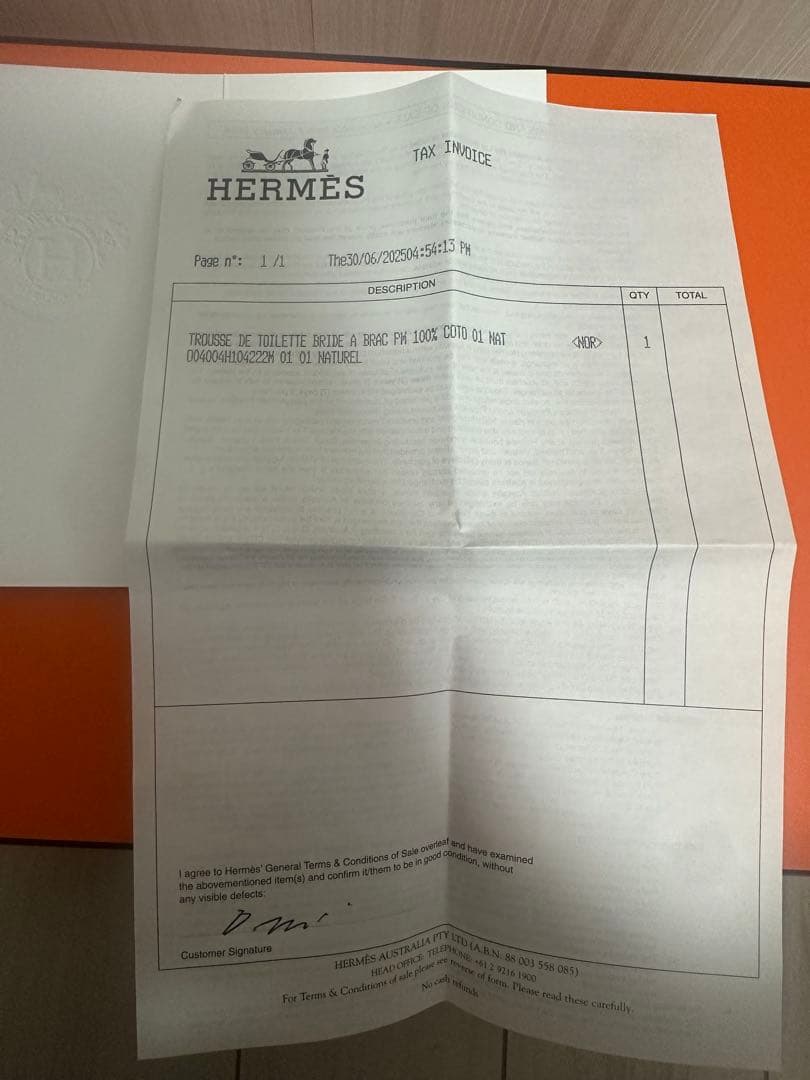 HERMÈS
TAX INVOICE
Page n°: 1 /1 The30/06/202504:54:13 PM
DESCRIPTION QTY TOTAL
TROUSSE DE TOILETTE BRIDE A BRAC PM 100% COTO 01 NAT <NOR> 1
D04004H104222M 01 01 NATUREL
I agree to Hermès' General Terms & Conditions of Sale overleaf and have examined
the abovementioned item(s) and confirm it/them to be in good condition, without
any visible defects:
Customer Signature
HERMÈS AUSTRALIA PTY LTD (A.B.N. 88 003 558 085)
HEAD OFFICE: TELEPHONE: +61 2 9216 1900
For Terms & Conditions of sale please see reverse of form. Please read these carefully.
No cash refunds